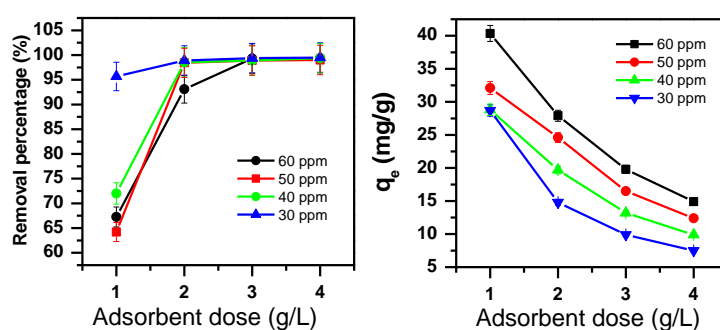 Removal percentage (%)
105
100
95
90
85
80
75
70
65
60
60 ppm
50 ppm
40 ppm
30 ppm
1 2 3 4
Adsorbent dose (g/L)
qe (mg/g)
40
35
30
25
20
15
10
5
60 ppm
50 ppm
40 ppm
30 ppm
1 2 3 4
Adsorbent dose (g/L)